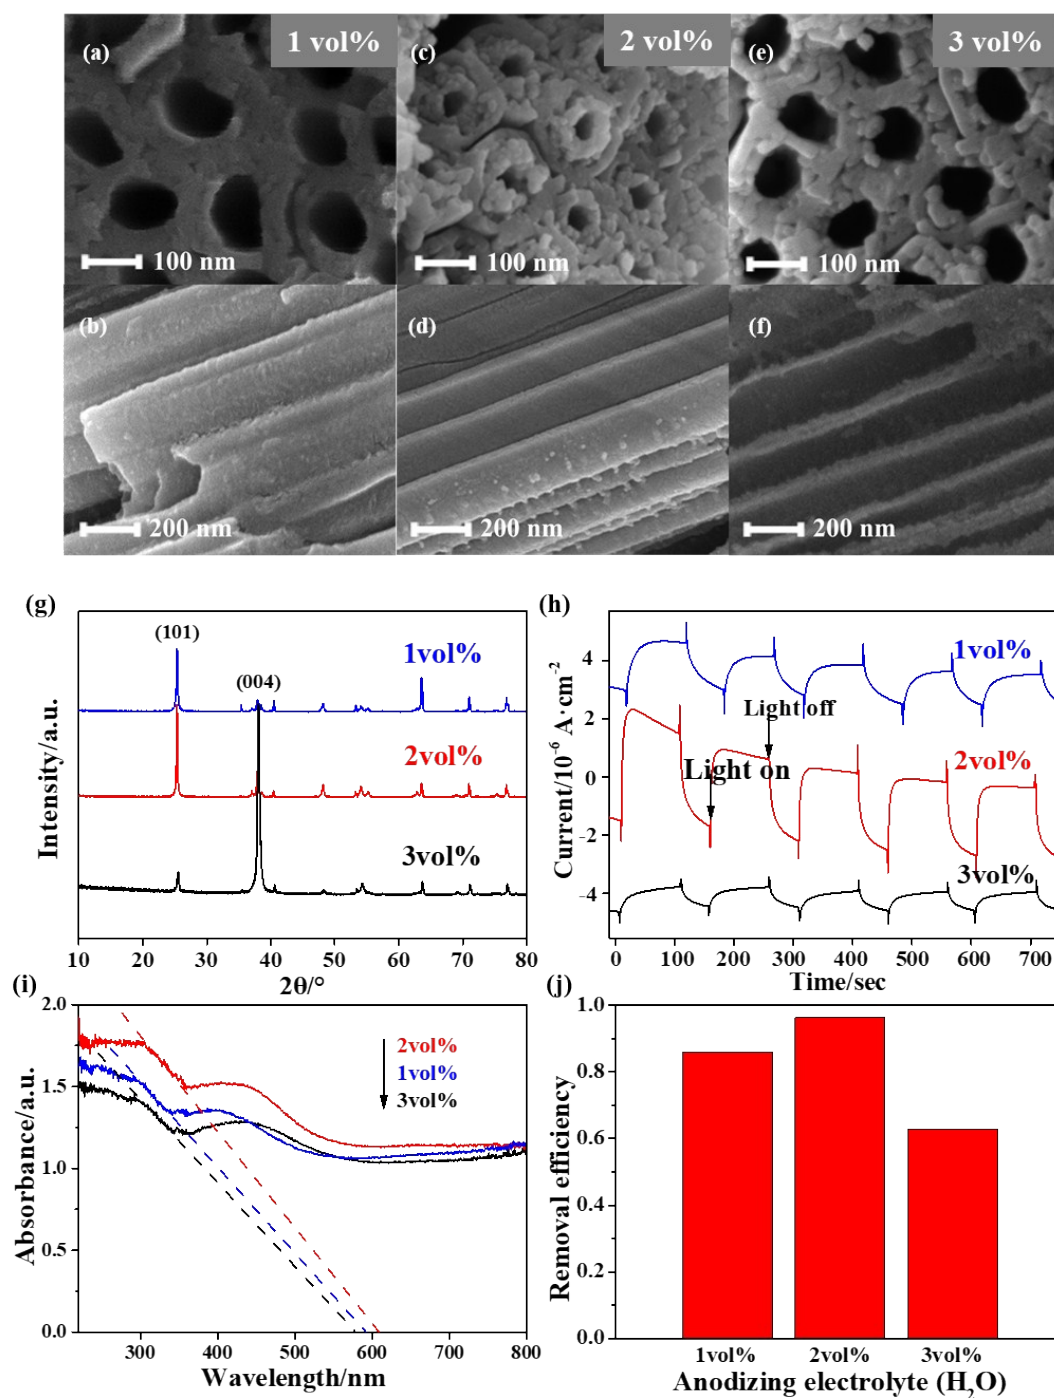 (a)
1 vol%
(c)
2 vol%
(e)
3 vol%
100 nm
100 nm
100 nm
(b)
(d)
(f)
200 nm
200 nm
200 nm
(g)
(101)
(004)
1vol%
2vol%
3vol%
Intensity/a.u.
10 20 30 40 50 60 70 80
2θ/°
(h)
4
2
0
-2
-4
Current/10⁻⁶ A·cm⁻²
1vol%
Light off
2vol%
Light on
3vol%
0 100 200 300 400 500 600 700
Time/sec
(i)
2.0
1.5
1.0
0.5
0.0
Absorbance/a.u.
2vol%
1vol%
3vol%
300 400 500 600 700 800
Wavelength/nm
(j)
1.0
0.8
0.6
0.4
0.2
0.0
Removal efficiency
1vol% 2vol% 3vol%
Anodizing electrolyte (H₂O)